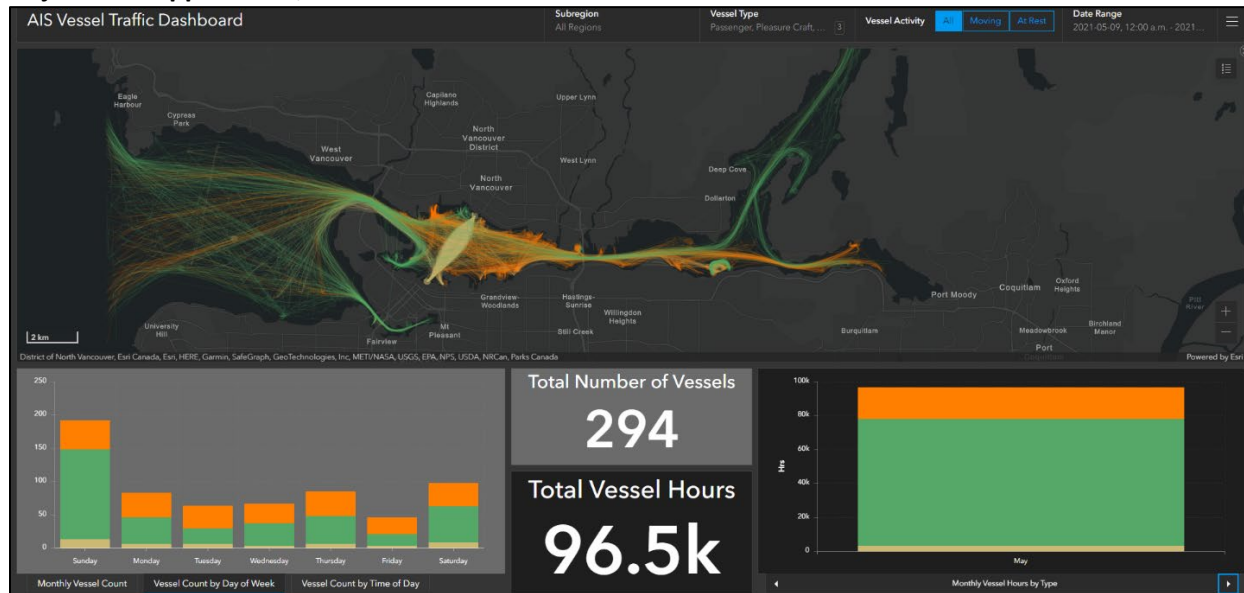 AIS Vessel Traffic Dashboard
Subregion
All Regions
Vessel Type
Passenger, Pleasure Craft, ... 3
Vessel Activity
All Moving At Rest
Date Range
2021-05-09, 12:00 a.m. - 2021...
Eagle
Harbour
Cypress
Park
Capilano
Highlands
Upper Lynn
North
Vancouver
District
West
Vancouver
West Lynn
North
Vancouver
Deep Cove
Dollarton
Grandview-
Woodlands
Hastings-
Sunrise
Willingdon
Heights
Port Moody
Coquitlam
Oxford
Heights
Pitt
River
University
Hill
Mt
Pleasant
Fairview
Still Creek
Burquitlam
Meadowbrook
Birchland
Manor
Port
Coquitlam
2 km
District of North Vancouver, Esri Canada, Esri, HERE, Garmin, SafeGraph, GeoTechnologies, Inc, METI/NASA, USGS, EPA, NPS, USDA, NRCan, Parks Canada
Powered by Esri
250
200
150
100
50
0
Sunday Monday Tuesday Wednesday Thursday Friday Saturday
Monthly Vessel Count Vessel Count by Day of Week Vessel Count by Time of Day
Total Number of Vessels
294
Total Vessel Hours
96.5k
100k
80k
60k
40k
20k
0
Hrs
May
Monthly Vessel Hours by Type